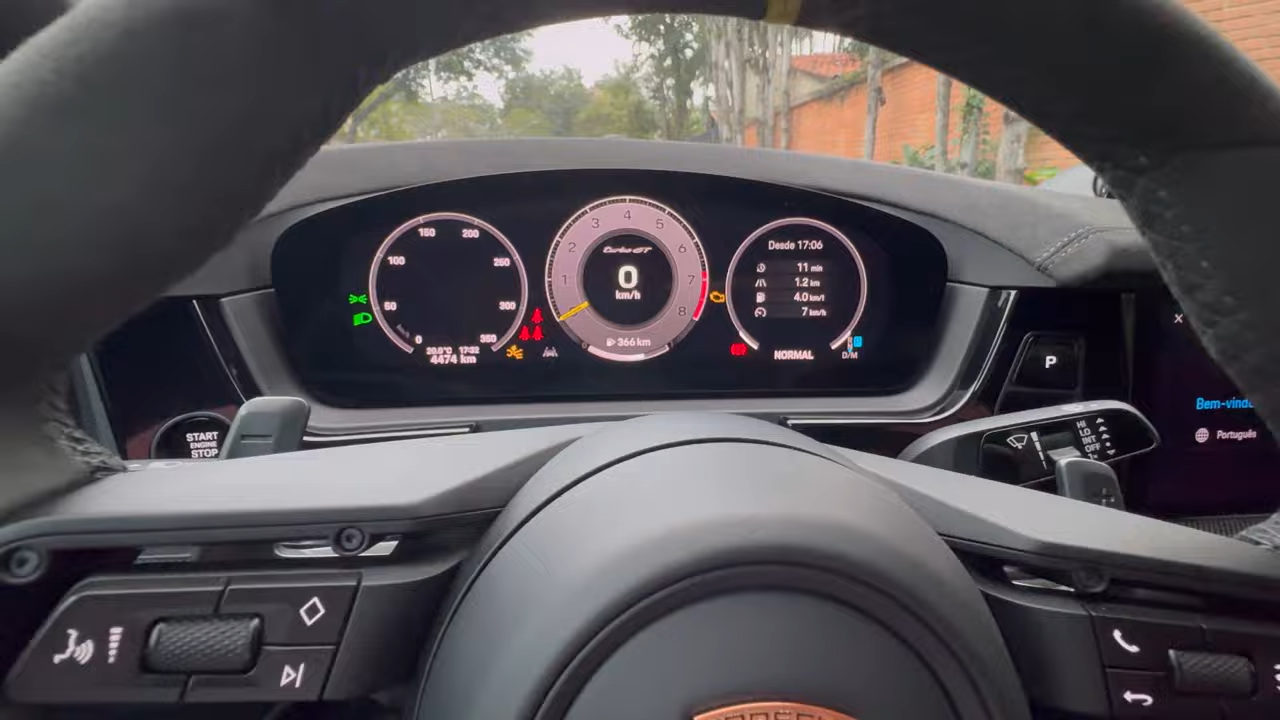 150
200
100
250
50
300
km/h
0
350
20.5°C 17:32
4474 km
1
2
3
4
5
6
7
8
Turbo GT
0
km/h
366 km
Desde 17:06
11 min
1.2 km
4.0 km/l
7 km/h
NORMAL
D/M
P
START
ENGINE
STOP
HI
LO
INT
OFF
1x
Bem-vindo
Português